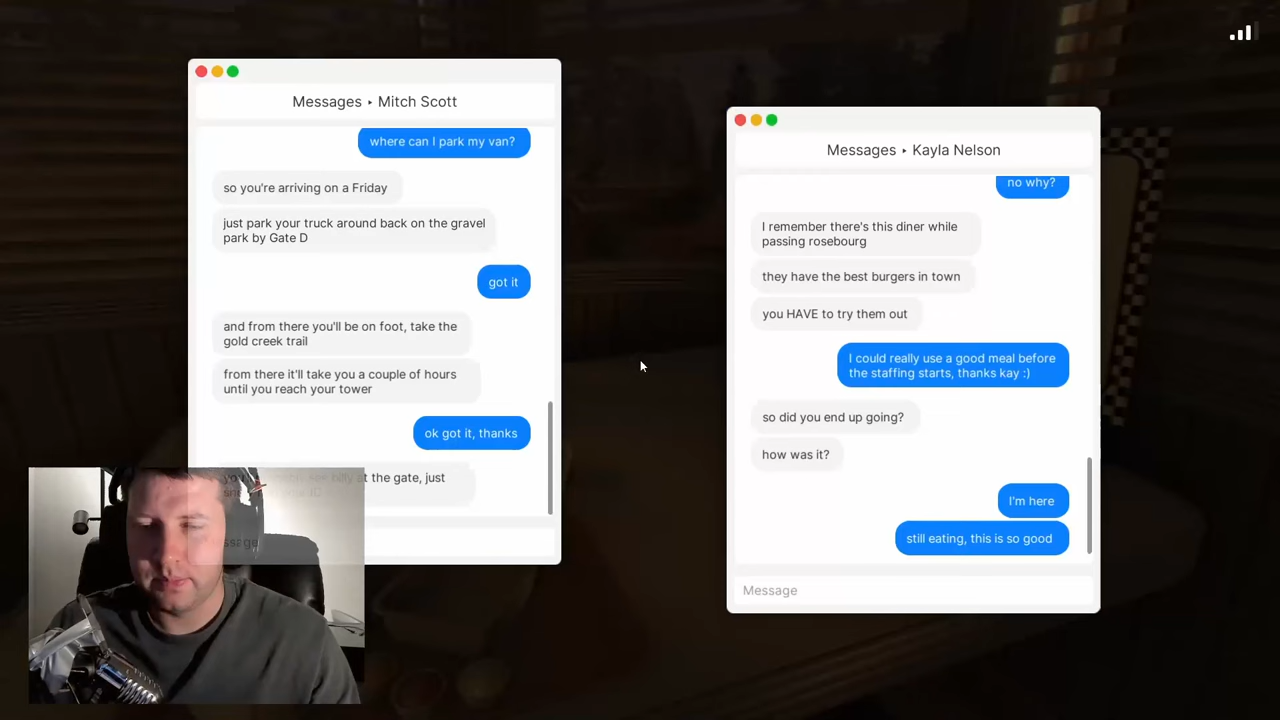 Messages ▸ Mitch Scott
where can I park my van?
so you're arriving on a Friday
just park your truck around back on the gravel
park by Gate D
got it
and from there you'll be on foot, take the
gold creek trail
from there it'll take you a couple of hours
until you reach your tower
ok got it, thanks
at the gate, just
Messages ▸ Kayla Nelson
no why?
I remember there's this diner while
passing rosebourg
they have the best burgers in town
you HAVE to try them out
I could really use a good meal before
the staffing starts, thanks kay :)
so did you end up going?
how was it?
I'm here
still eating, this is so good
Message